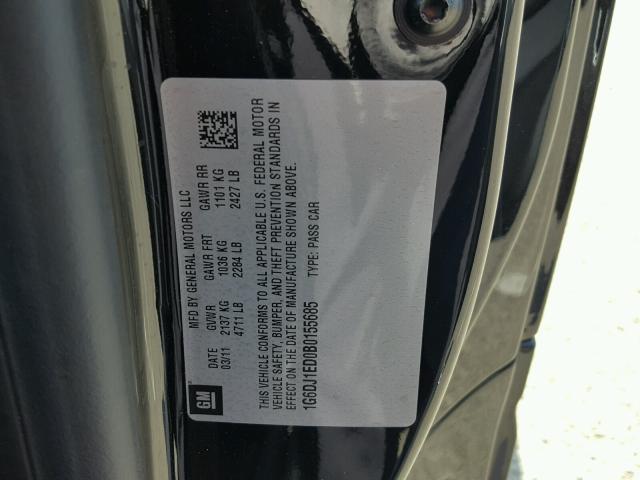 MFD BY GENERAL MOTORS LLC
DATE GVWR GAWR FRT GAWR RR
03/11 2137 KG 1036 KG 1101 KG
4711 LB 2284 LB 2427 LB
GM
THIS VEHICLE CONFORMS TO ALL APPLICABLE U.S. FEDERAL MOTOR
VEHICLE SAFETY, BUMPER, AND THEFT PREVENTION STANDARDS IN
EFFECT ON THE DATE OF MANUFACTURE SHOWN ABOVE.
1G6DJ1ED0B0155685 TYPE: PASS CAR